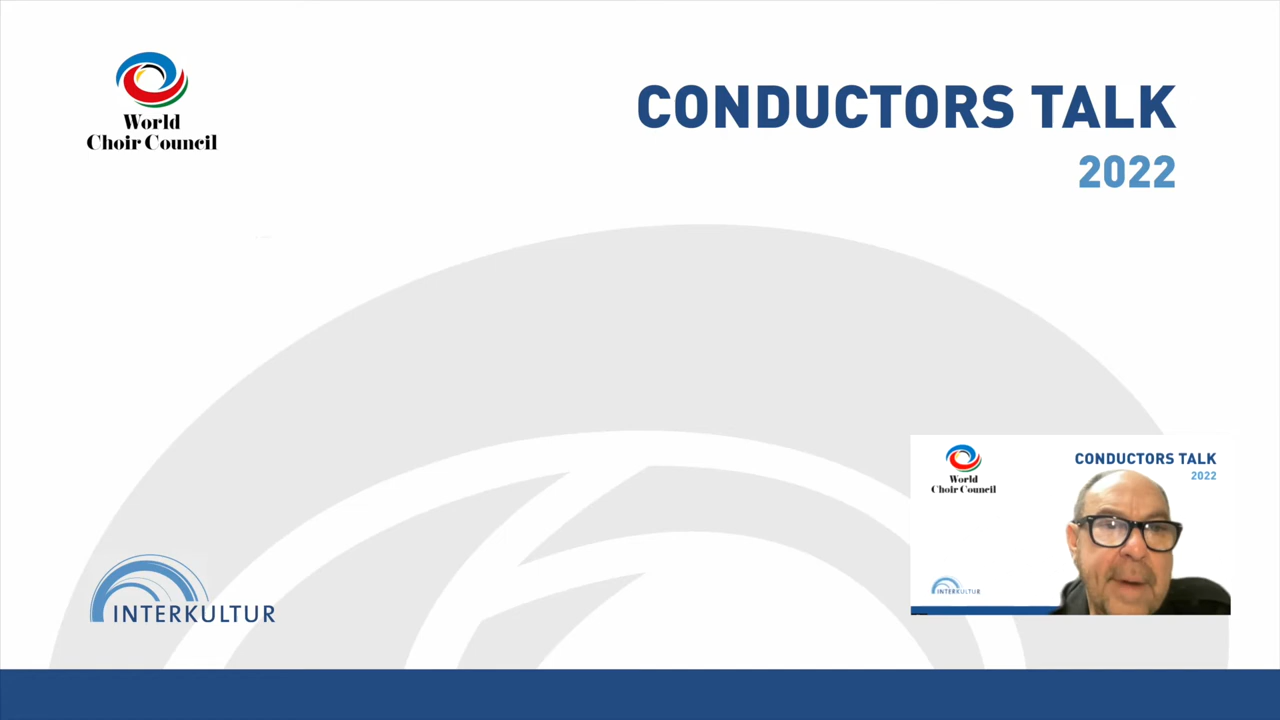 World
Choir Council
CONDUCTORS TALK
2022
INTERKULTUR
World
Choir Council
CONDUCTORS TALK
2022
INTERKULTUR